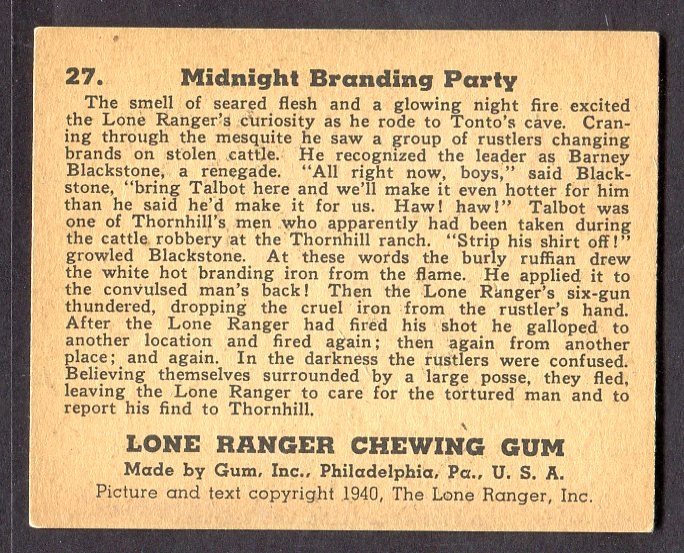 27. Midnight Branding Party
The smell of seared flesh and a glowing night fire excited
the Lone Ranger's curiosity as he rode to Tonto's cave. Cran-
ing through the mesquite he saw a group of rustlers changing
brands on stolen cattle. He recognized the leader as Barney
Blackstone, a renegade. "All right now, boys," said Black-
stone, "bring Talbot here and we'll make it even hotter for him
than he said he'd make it for us. Haw! haw!" Talbot was
one of Thornhill's men who apparently had been taken during
the cattle robbery at the Thornhill ranch. "Strip his shirt off!"
growled Blackstone. At these words the burly ruffian drew
the white hot branding iron from the flame. He applied it to
the convulsed man's back! Then the Lone Ranger's six-gun
thundered, dropping the cruel iron from the rustler's hand.
After the Lone Ranger had fired his shot he galloped to
another location and fired again; then again from another
place; and again. In the darkness the rustlers were confused.
Believing themselves surrounded by a large posse, they fled,
leaving the Lone Ranger to care for the tortured man and to
report his find to Thornhill.
LONE RANGER CHEWING GUM
Made by Gum, Inc., Philadelphia, Pa., U. S. A.
Picture and text copyright 1940, The Lone Ranger, Inc.